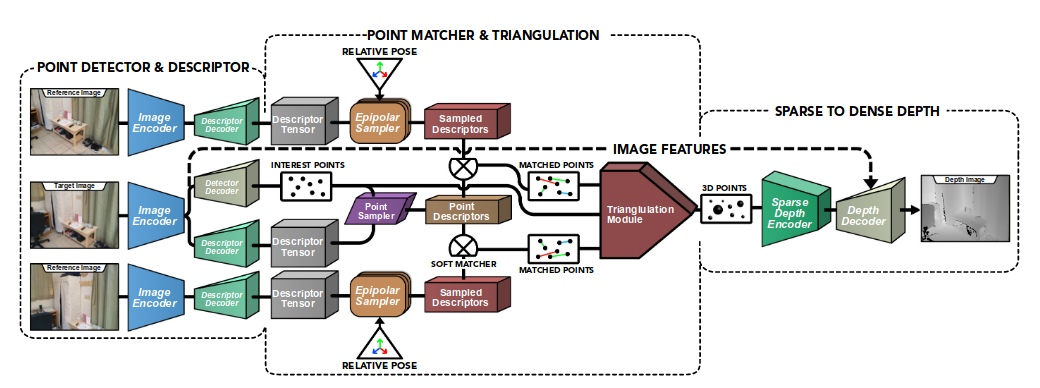 POINT MATCHER & TRIANGULATION
RELATIVE POSE
POINT DETECTOR & DESCRIPTOR
SPARSE TO DENSE DEPTH
Reference Image
Image
Encoder
Descriptor
Decoder
Descriptor
Tensor
Epipolar
Sampler
Sampled
Descriptors
IMAGE FEATURES
INTEREST POINTS
MATCHED POINTS
Target Image
Image
Encoder
Detector
Decoder
Descriptor
Decoder
Descriptor
Tensor
Point
Sampler
Point
Descriptors
Triangulation
Module
3D POINTS
Sparse
Depth
Encoder
Depth
Decoder
Depth Image
SOFT MATCHER
MATCHED POINTS
Reference Image
Image
Encoder
Descriptor
Decoder
Descriptor
Tensor
Epipolar
Sampler
Sampled
Descriptors
RELATIVE POSE